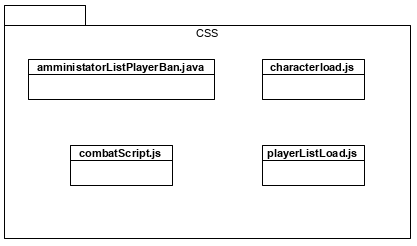 CSS
amministatorListPlayerBan.java
characterload.js
combatScript.js
playerListLoad.js